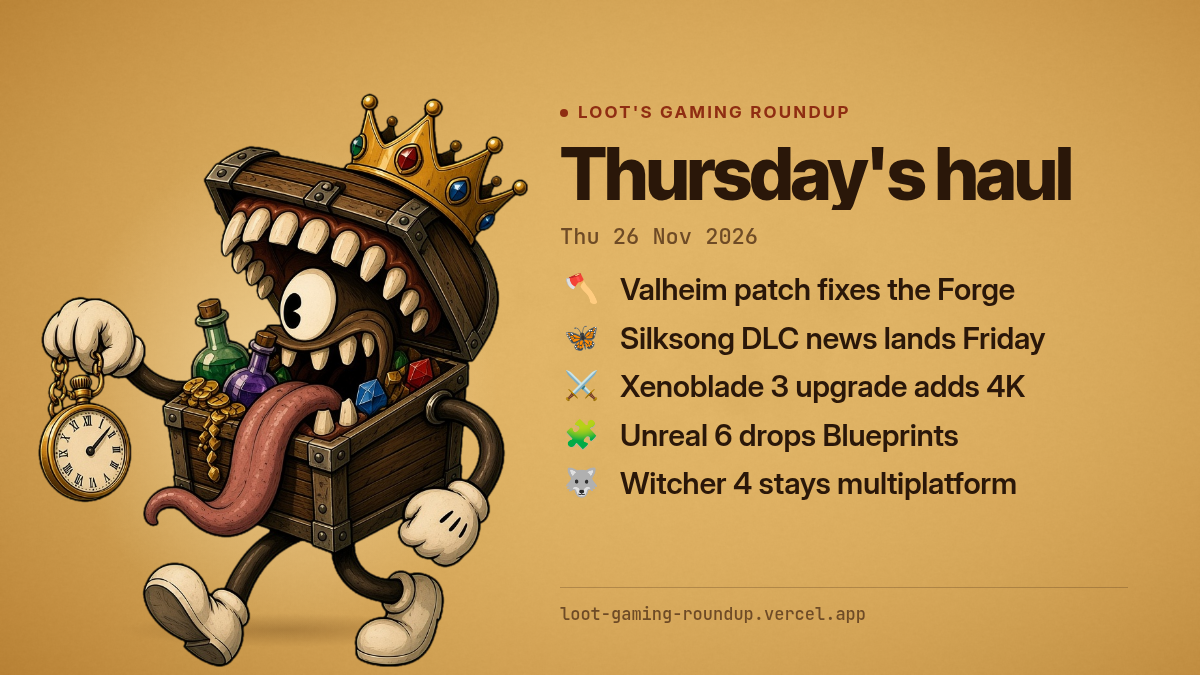 LOOT'S GAMING ROUNDUP
Thursday's haul
Thu 26 Nov 2026
Valheim patch fixes the Forge
Silksong DLC news lands Friday
Xenoblade 3 upgrade adds 4K
Unreal 6 drops Blueprints
Witcher 4 stays multiplatform
loot-gaming-roundup.vercel.app